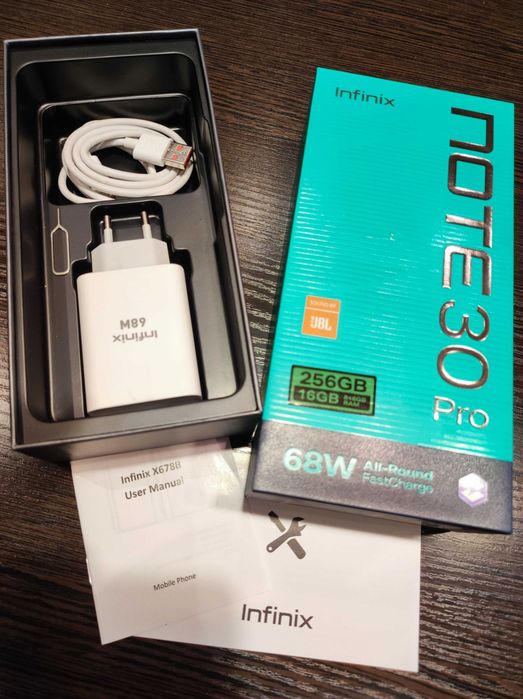 Infinix
NOTE 30
Pro
SOUND BY
JBL
256GB
16GB 8+8GB
RAM
68W All-Round
FastCharge
Infinix
68W
Infinix X678B
User Manual
Mobile Phone
Infinix